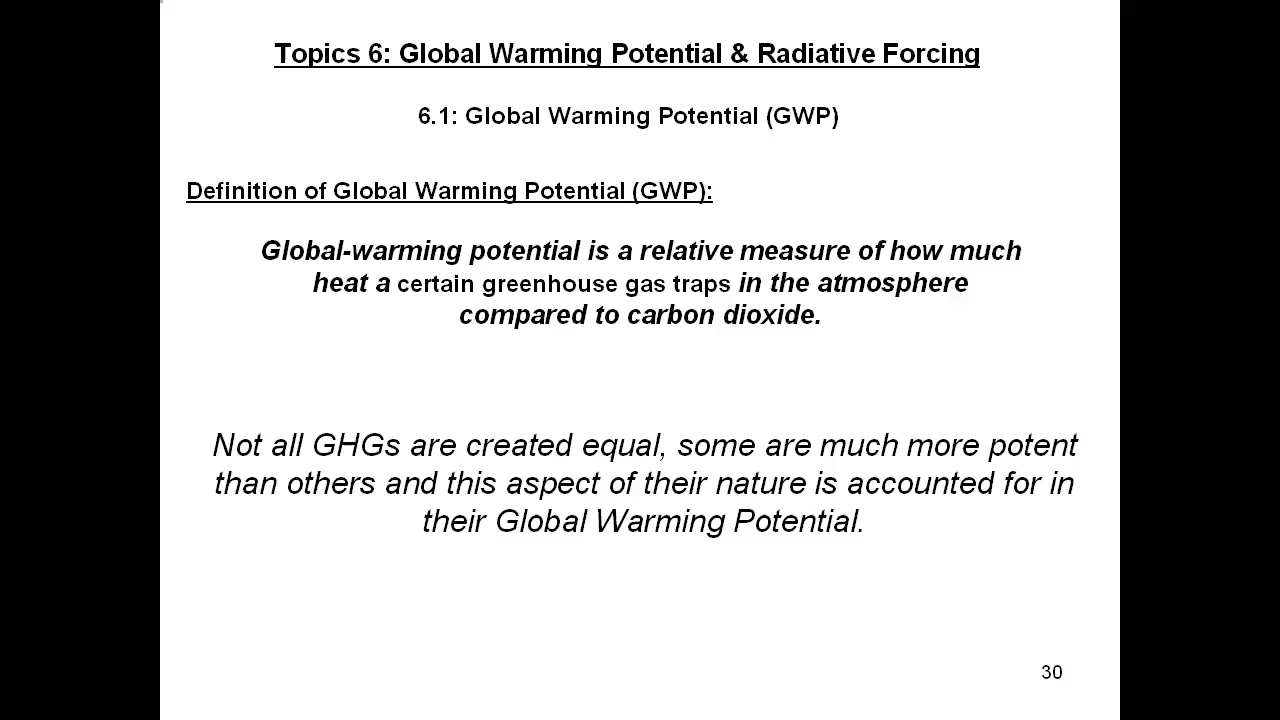 Topics 6: Global Warming Potential & Radiative Forcing
6.1: Global Warming Potential (GWP)
Definition of Global Warming Potential (GWP):
Global-warming potential is a relative measure of how much
heat a certain greenhouse gas traps in the atmosphere
compared to carbon dioxide.
Not all GHGs are created equal, some are much more potent
than others and this aspect of their nature is accounted for in
their Global Warming Potential.
30